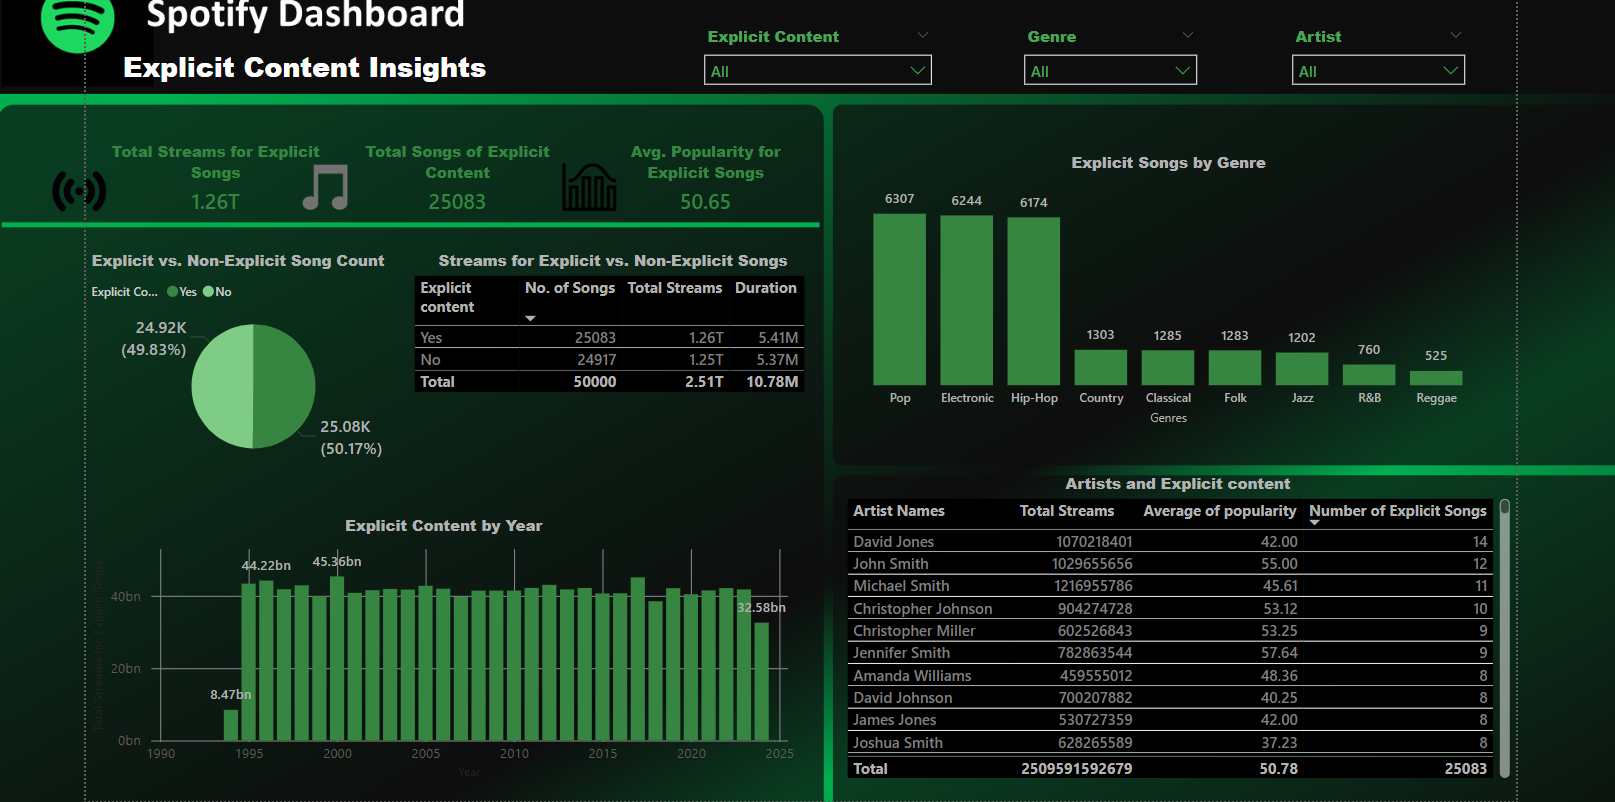 Spotify Dashboard
Explicit Content Insights
Explicit Content
All
Genre
All
Artist
All
Total Streams for Explicit
Songs
1.26T
Total Songs of Explicit
Content
25083
Avg. Popularity for
Explicit Songs
50.65
Explicit vs. Non-Explicit Song Count
Explicit Co... Yes No
24.92K
(49.83%)
25.08K
(50.17%)
Streams for Explicit vs. Non-Explicit Songs
Explicit content No. of Songs Total Streams Duration
Yes 25083 1.26T 5.41M
No 24917 1.25T 5.37M
Total 50000 2.51T 10.78M
Explicit Content by Year
Total Streams for Explicit Songs
44.22bn 45.36bn
40bn
32.58bn
20bn
8.47bn
0bn
1990 1995 2000 2005 2010 2015 2020 2025
Year
Explicit Songs by Genre
6307 6244 6174 1303 1285 1283 1202 760 525
Pop Electronic Hip-Hop Country Classical Folk Jazz R&B Reggae
Genres
Artists and Explicit content
Artist Names Total Streams Average of popularity Number of Explicit Songs
David Jones 1070218401 42.00 14
John Smith 1029655656 55.00 12
Michael Smith 1216955786 45.61 11
Christopher Johnson 904274728 53.12 10
Christopher Miller 602526843 53.25 9
Jennifer Smith 782863544 57.64 9
Amanda Williams 459555012 48.36 8
David Johnson 700207882 40.25 8
James Jones 530727359 42.00 8
Joshua Smith 628265589 37.23 8
Total 2509591592679 50.78 25083